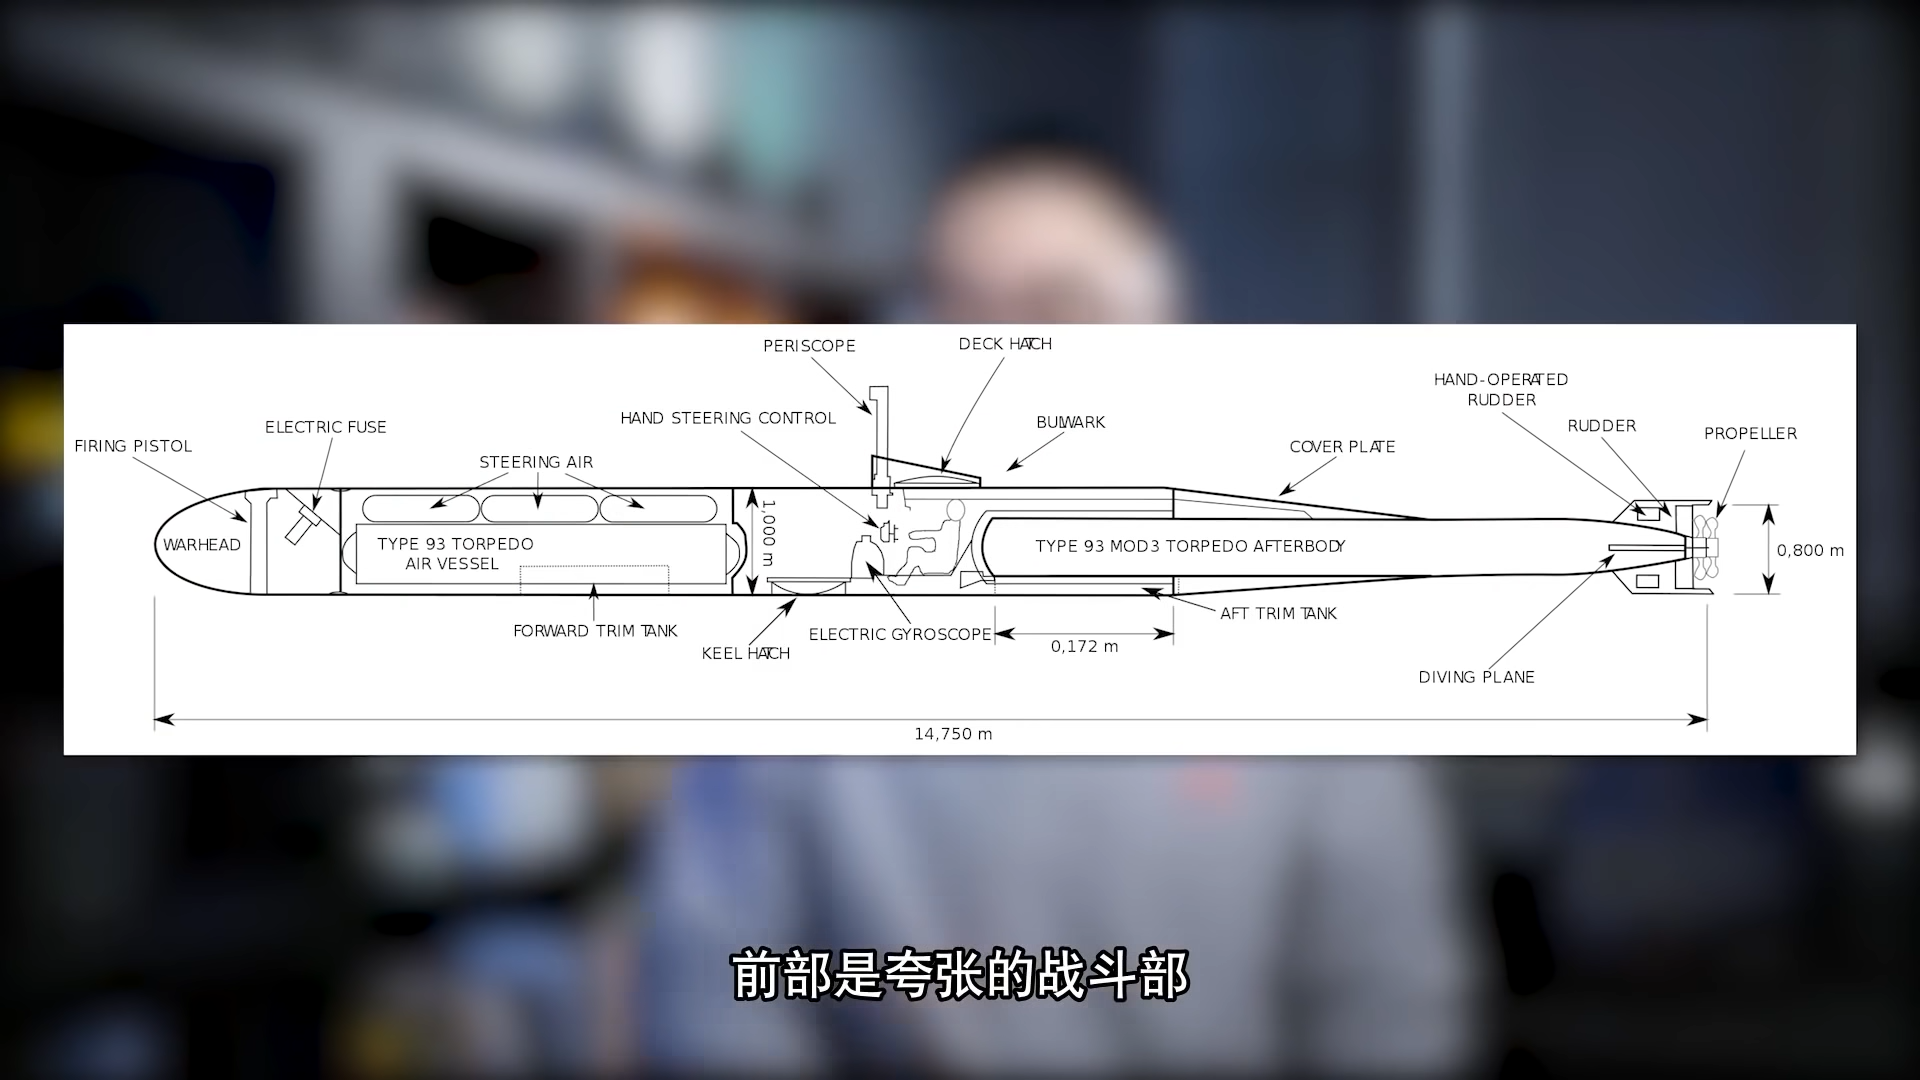 PERISCOPE
DECK HATCH
HAND-OPERATED
RUDDER
HAND STEERING CONTROL
BULWARK
ELECTRIC FUSE
RUDDER
PROPELLER
FIRING PISTOL
COVER PLATE
STEERING AIR
WARHEAD
TYPE 93 TORPEDO
AIR VESSEL
1,000 m
TYPE 93 MOD3 TORPEDO AFTERBODY
0,800 m
FORWARD TRIM TANK
KEEL HATCH
ELECTRIC GYROSCOPE
0,172 m
AFT TRIM TANK
DIVING PLANE
14,750 m
前部是夸张的战斗部